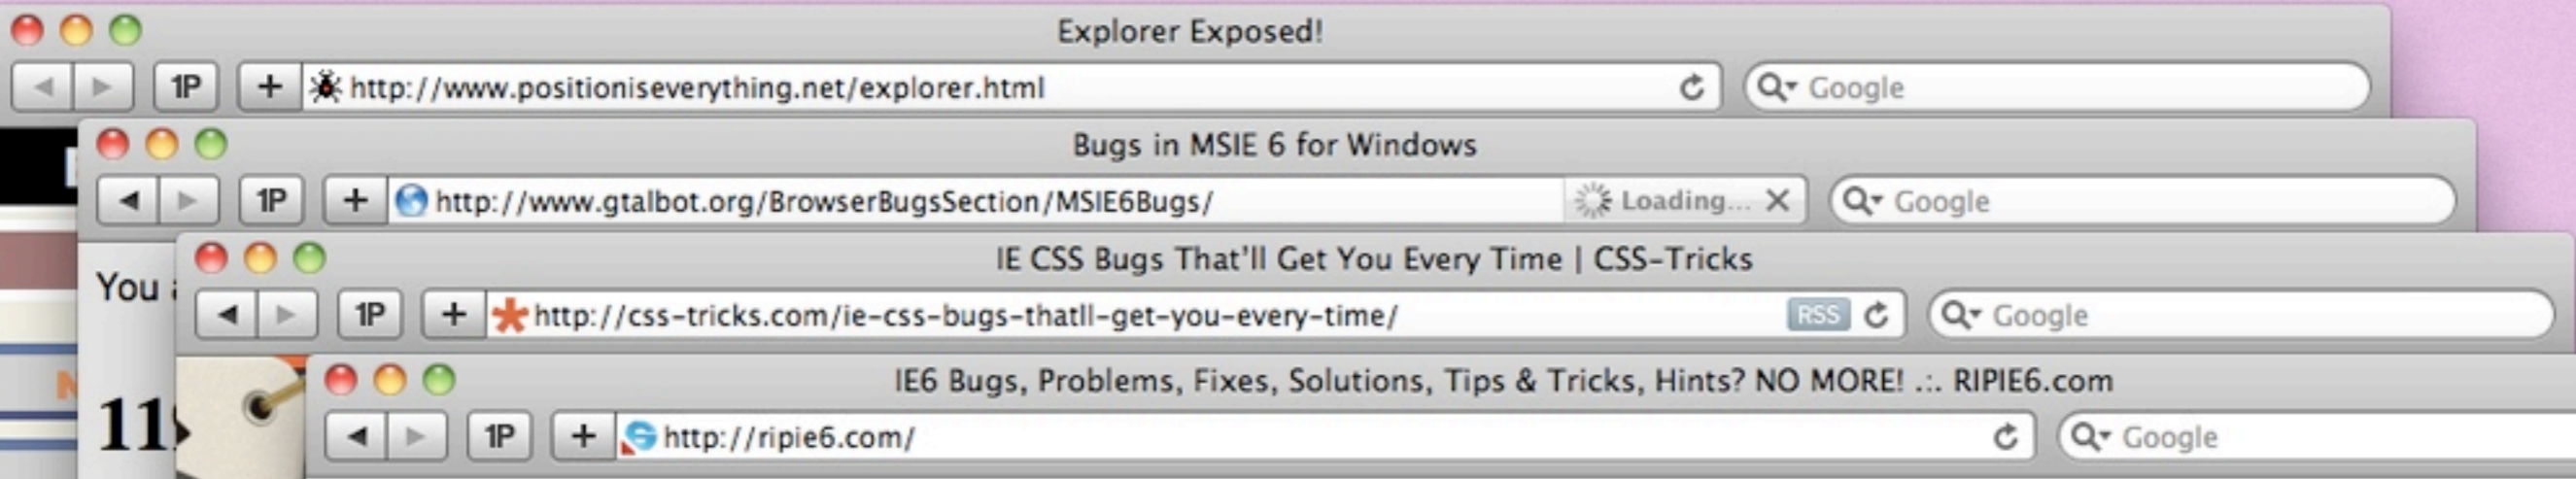 Explorer Exposed!
1P + http://www.positioniseverything.net/explorer.html Google
Bugs in MSIE 6 for Windows
1P + http://www.gtalbot.org/BrowserBugsSection/MSIE6Bugs/ Loading... Google
IE CSS Bugs That'll Get You Every Time | CSS-Tricks
You
1P + http://css-tricks.com/ie-css-bugs-thatll-get-you-every-time/ RSS Google
IE6 Bugs, Problems, Fixes, Solutions, Tips & Tricks, Hints? NO MORE! .:. RIPIE6.com
11
1P + http://ripie6.com/ Google